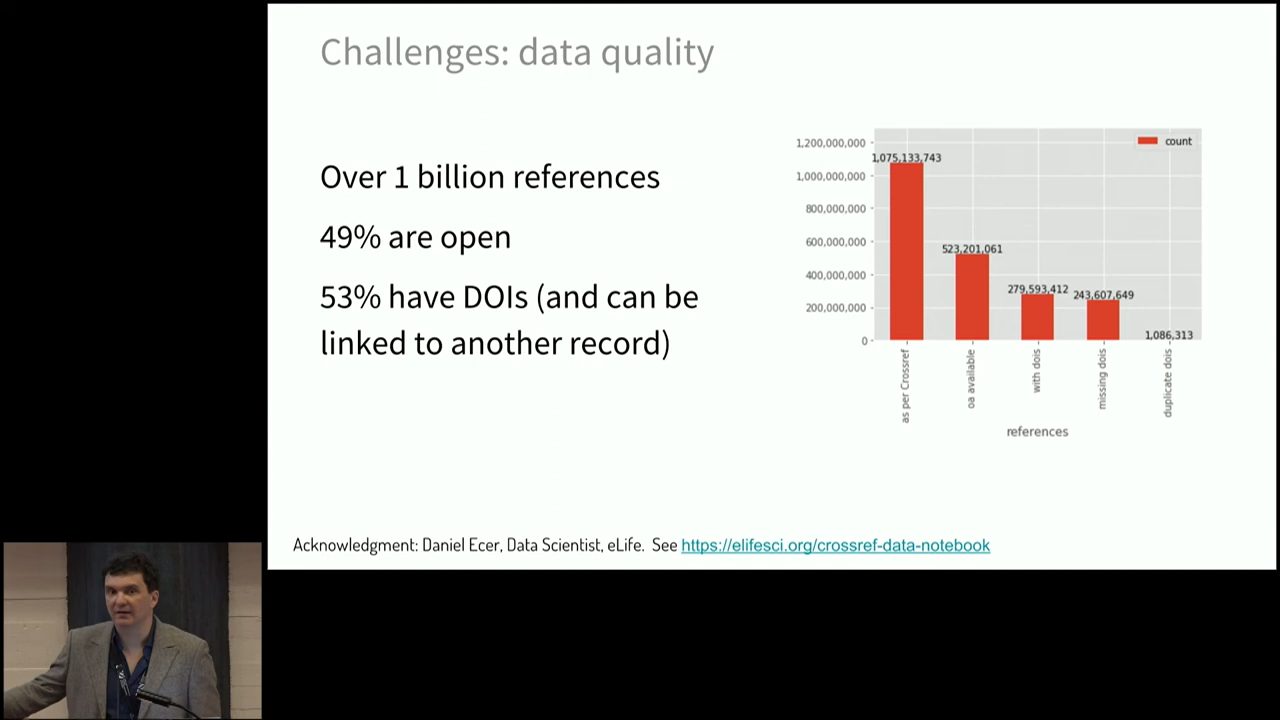 Challenges: data quality
Over 1 billion references
49% are open
53% have DOIs (and can be
linked to another record)
count
1,200,000,000
1,000,000,000
800,000,000
600,000,000
400,000,000
200,000,000
0
1,075,133,743
523,201,061
279,593,412
243,607,649
1,086,313
as per Crossref
oa available
with dois
missing dois
duplicate dois
references
Acknowledgment: Daniel Ecer, Data Scientist, eLife. See https://elifesci.org/crossref-data-notebook